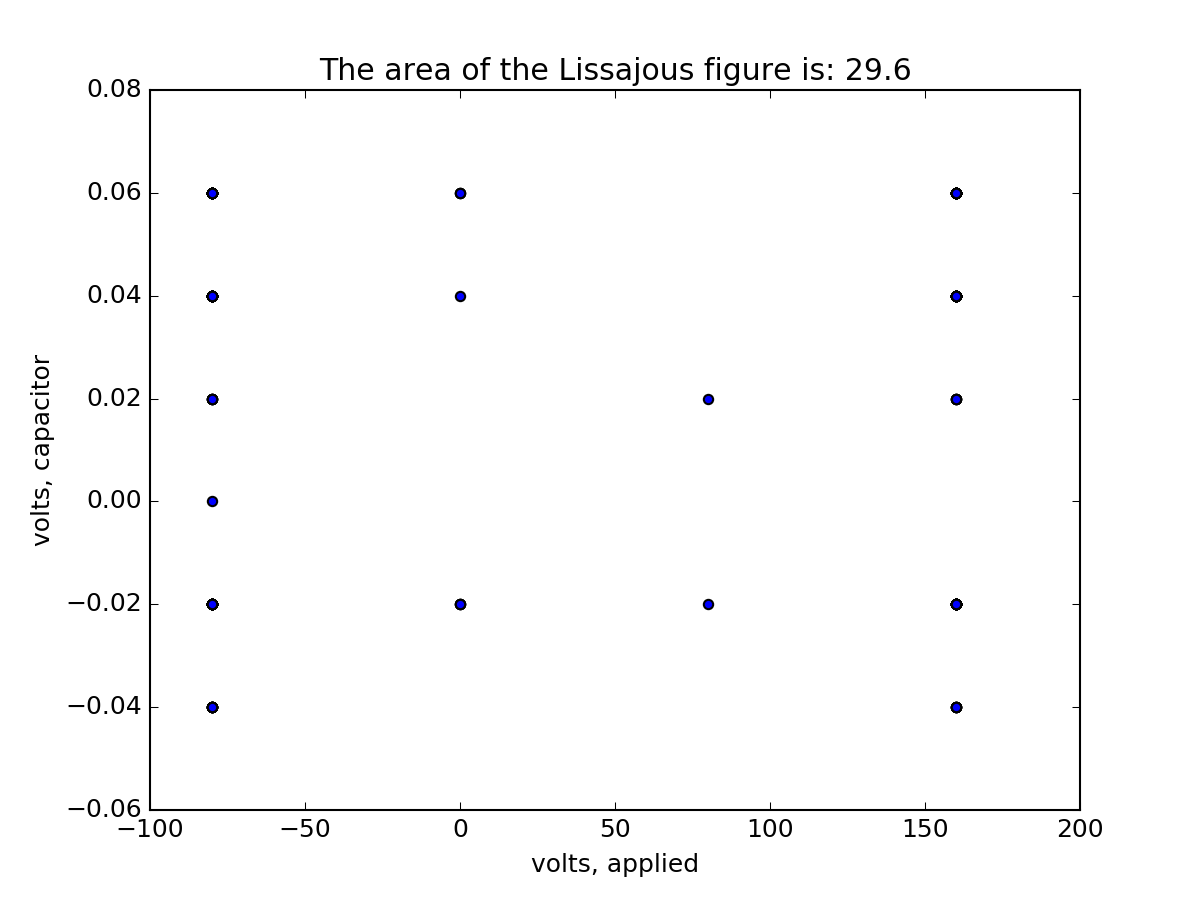 The area of the Lissajous figure is: 29.6
0.08
0.06
0.04
0.02
0.00
−0.02
−0.04
−0.06
volts, capacitor
−100 −50 0 50 100 150 200
volts, applied